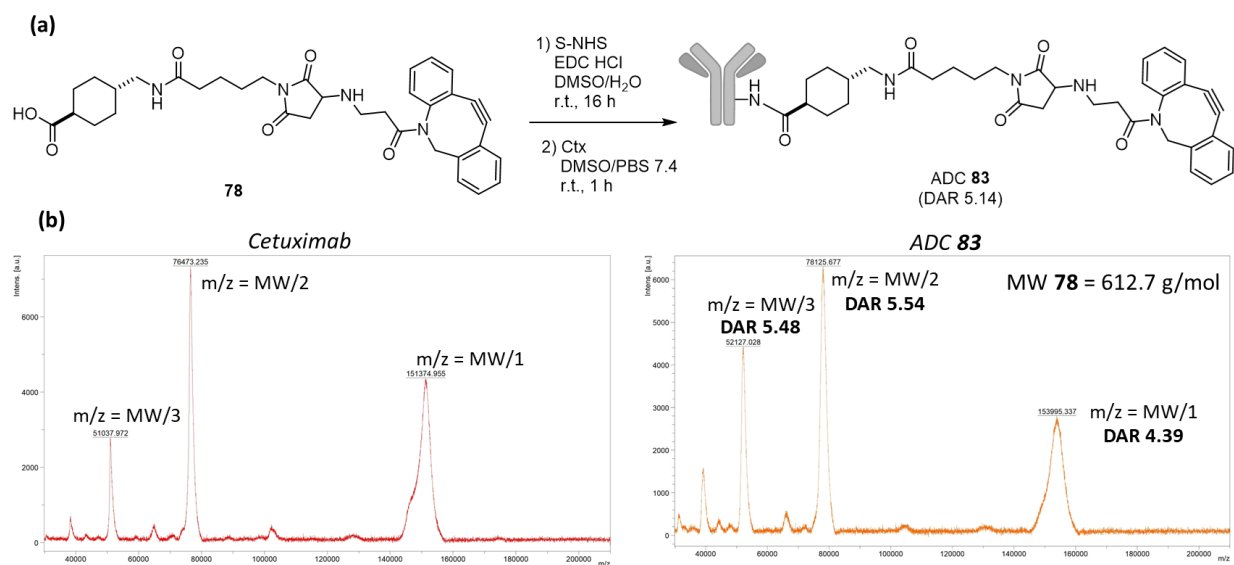 (a)
1) S-NHS
EDC HCl
DMSO/H2O
r.t., 16 h
2) Ctx
DMSO/PBS 7.4
r.t., 1 h
HO
O
N
H
O
N
O
O
HN
O
N
78
NH
O
N
H
O
N
O
O
HN
O
N
ADC 83
(DAR 5.14)
(b)
Cetuximab
Intens. [a.u.]
76473.235
m/z = MW/2
m/z = MW/1
151374.955
m/z = MW/3
51037.972
6000
4000
2000
0
40000 60000 80000 100000 120000 140000 160000 180000 200000
m/z
ADC 83
Intens. [a.u.]
78125.677
MW 78 = 612.7 g/mol
m/z = MW/2
DAR 5.54
m/z = MW/3
DAR 5.48
52127.028
153995.337
m/z = MW/1
DAR 4.39
6000
5000
4000
3000
2000
1000
0
40000 60000 80000 100000 120000 140000 160000 180000 200000
m/z